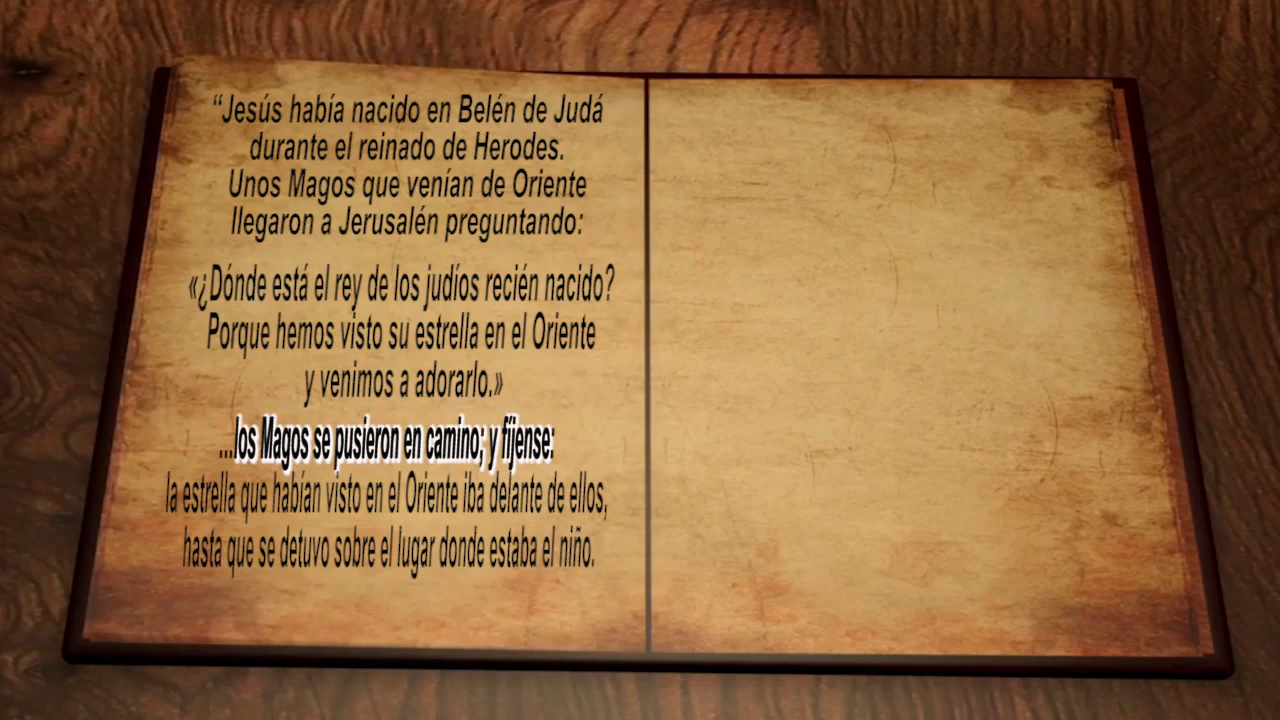 “Jesús había nacido en Belén de Judá
durante el reinado de Herodes.
Unos Magos que venían de Oriente
llegaron a Jerusalén preguntando:
«¿Dónde está el rey de los judíos recién nacido?
Porque hemos visto su estrella en el Oriente
y venimos a adorarlo.»
...los Magos se pusieron en camino; y fíjense:
la estrella que habían visto en el Oriente iba delante de ellos,
hasta que se detuvo sobre el lugar donde estaba el niño.